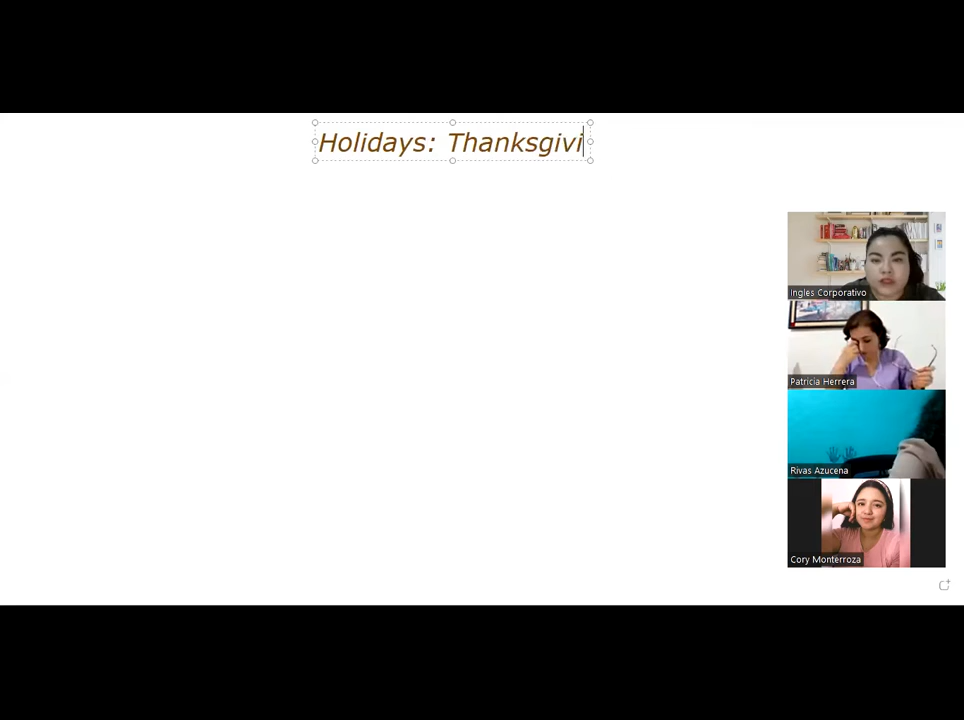 Holidays: Thanksgivi
Ingles Corporativo
Patricia Herrera
Rivas Azucena
Cory Monterroza